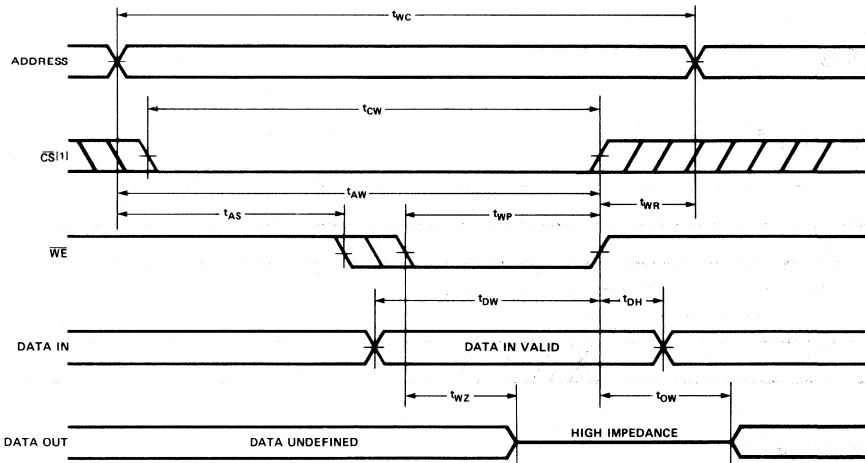 tWC
ADDRESS
tCW
CS[1]
tAW
tAS
tWP
tWR
WE
tDW
tDH
DATA IN
DATA IN VALID
tWZ
tOW
DATA OUT
DATA UNDEFINED
HIGH IMPEDANCE